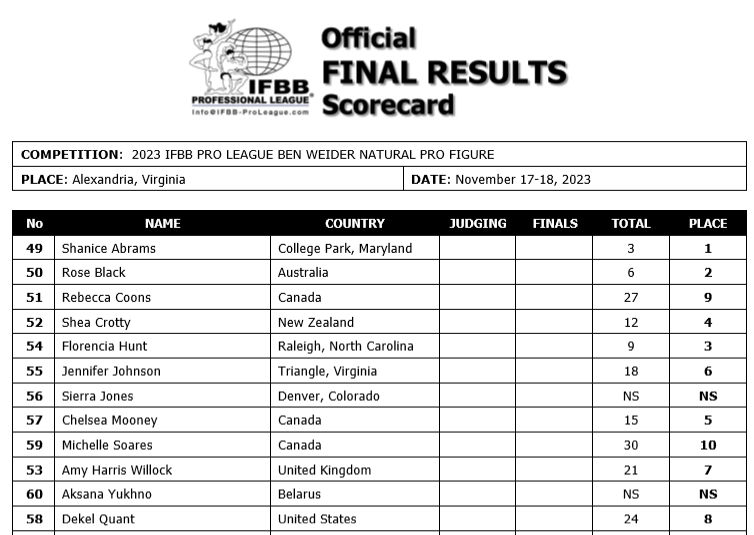 Official
FINAL RESULTS
Scorecard
IFBB
PROFESSIONAL LEAGUE®
Info@IFBB-ProLeague.com
COMPETITION: 2023 IFBB PRO LEAGUE BEN WEIDER NATURAL PRO FIGURE
PLACE: Alexandria, Virginia DATE: November 17-18, 2023
No NAME COUNTRY JUDGING FINALS TOTAL PLACE
49 Shanice Abrams College Park, Maryland 3 1
50 Rose Black Australia 6 2
51 Rebecca Coons Canada 27 9
52 Shea Crotty New Zealand 12 4
54 Florencia Hunt Raleigh, North Carolina 9 3
55 Jennifer Johnson Triangle, Virginia 18 6
56 Sierra Jones Denver, Colorado NS NS
57 Chelsea Mooney Canada 15 5
59 Michelle Soares Canada 30 10
53 Amy Harris Willock United Kingdom 21 7
60 Aksana Yukhno Belarus NS NS
58 Dekel Quant United States 24 8